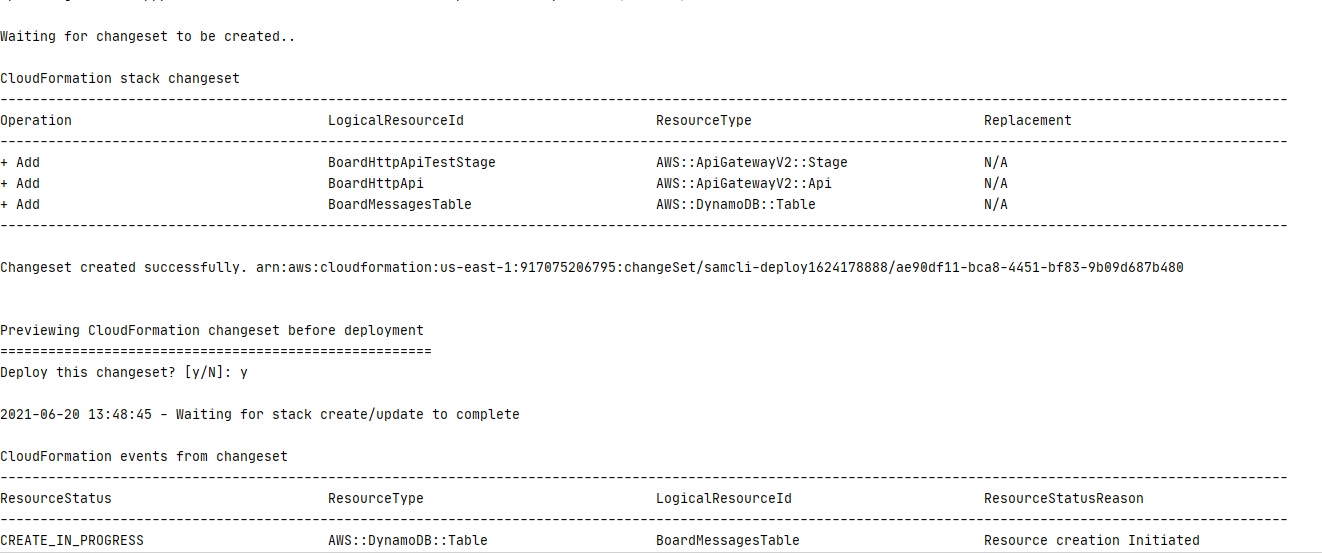 Waiting for changeset to be created..
CloudFormation stack changeset
-----------------------------------------------------------------------------------------------------------------------------------------------------------------
Operation LogicalResourceId ResourceType Replacement
-----------------------------------------------------------------------------------------------------------------------------------------------------------------
+ Add BoardHttpApiTestStage AWS::ApiGatewayV2::Stage N/A
+ Add BoardHttpApi AWS::ApiGatewayV2::Api N/A
+ Add BoardMessagesTable AWS::DynamoDB::Table N/A
-----------------------------------------------------------------------------------------------------------------------------------------------------------------
Changeset created successfully. arn:aws:cloudformation:us-east-1:917075206795:changeSet/samcli-deploy1624178888/ae90df11-bca8-4451-bf83-9b09d687b480
Previewing CloudFormation changeset before deployment
======================================================
Deploy this changeset? [y/N]: y
2021-06-20 13:48:45 - Waiting for stack create/update to complete
CloudFormation events from changeset
-----------------------------------------------------------------------------------------------------------------------------------------------------------------
ResourceStatus ResourceType LogicalResourceId ResourceStatusReason
-----------------------------------------------------------------------------------------------------------------------------------------------------------------
CREATE_IN_PROGRESS AWS::DynamoDB::Table BoardMessagesTable Resource creation Initiated